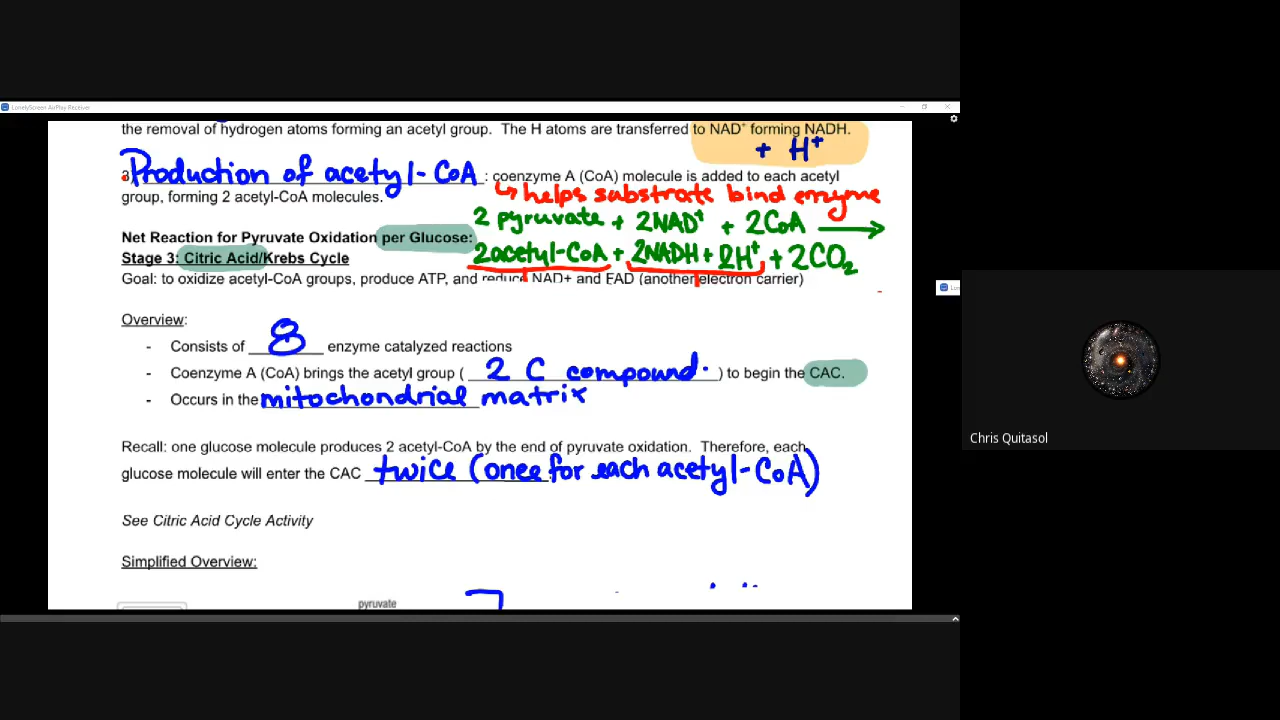 LonelyScreen AirPlay Receiver
the removal of hydrogen atoms forming an acetyl group. The H atoms are transferred to NAD+ forming NADH.
+ H+
3. Production of acetyl-CoA : coenzyme A (CoA) molecule is added to each acetyl
↳ helps substrate bind enzyme
group, forming 2 acetyl-CoA molecules.
2 pyruvate + 2NAD+ + 2CoA →
Net Reaction for Pyruvate Oxidation per Glucose:
2acetyl-CoA + 2NADH + 2H+ + 2CO2
Stage 3: Citric Acid/Krebs Cycle
Goal: to oxidize acetyl-CoA groups, produce ATP, and reduce NAD+ and FAD (another electron carrier)
Overview:
- Consists of 8 enzyme catalyzed reactions
- Coenzyme A (CoA) brings the acetyl group ( 2 C compound. ) to begin the CAC.
- Occurs in the mitochondrial matrix
Recall: one glucose molecule produces 2 acetyl-CoA by the end of pyruvate oxidation. Therefore, each
glucose molecule will enter the CAC twice (once for each acetyl-CoA)
Chris Quitasol
See Citric Acid Cycle Activity
Simplified Overview:
pyruvate